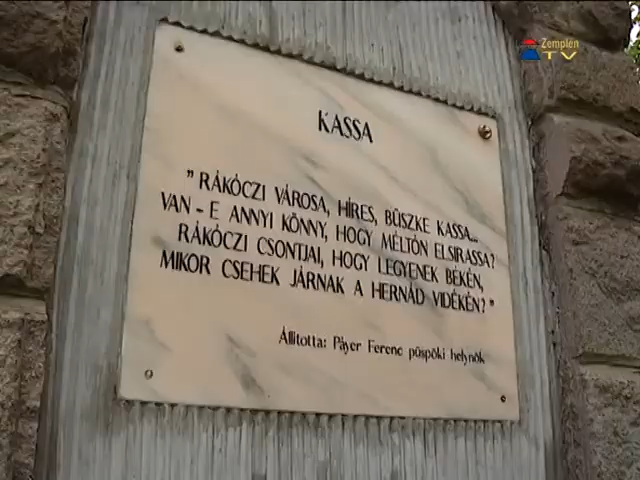 Zemplén
TV
KASSA
"RÁKÓCZI VÁROSA, HÍRES, BÜSZKE KASSA...
VAN - E ANNYI KÖNNY, HOGY MÉLTÓN ELSIRASSA?
RÁKÓCZI CSONTJAI, HOGY LEGYENEK BÉKÉN,
MIKOR CSEHEK JÁRNAK A HERNÁD VIDÉKÉN?"
Állította: Páyer Ferenc püspöki helynök